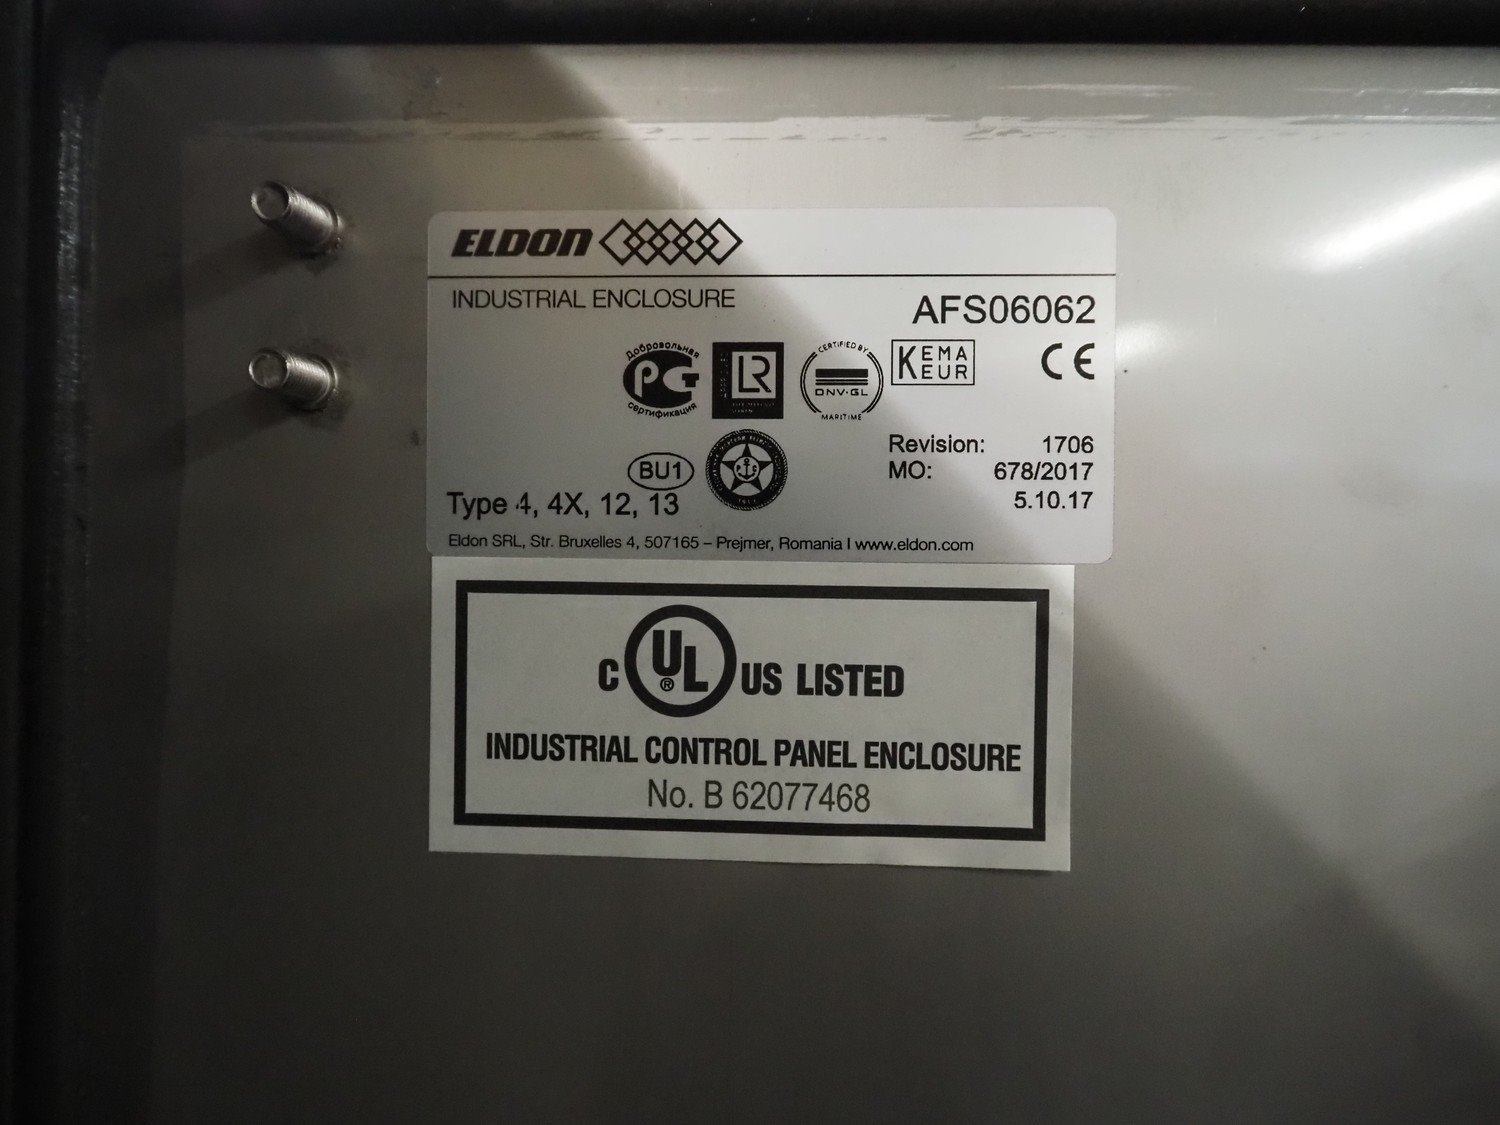 ELDON
INDUSTRIAL ENCLOSURE
AFS06062
Добровольная
РСТ
сертификация
LR
CERTIFIED BY
DNV·GL
MARITIME
KEMA
KEUR
CE
BU1
Revision: 1706
MO: 678/2017
5.10.17
Type 4, 4X, 12, 13
Eldon SRL, Str. Bruxelles 4, 507165 – Prejmer, Romania I www.eldon.com
C UL® US LISTED
INDUSTRIAL CONTROL PANEL ENCLOSURE
No. B 62077468